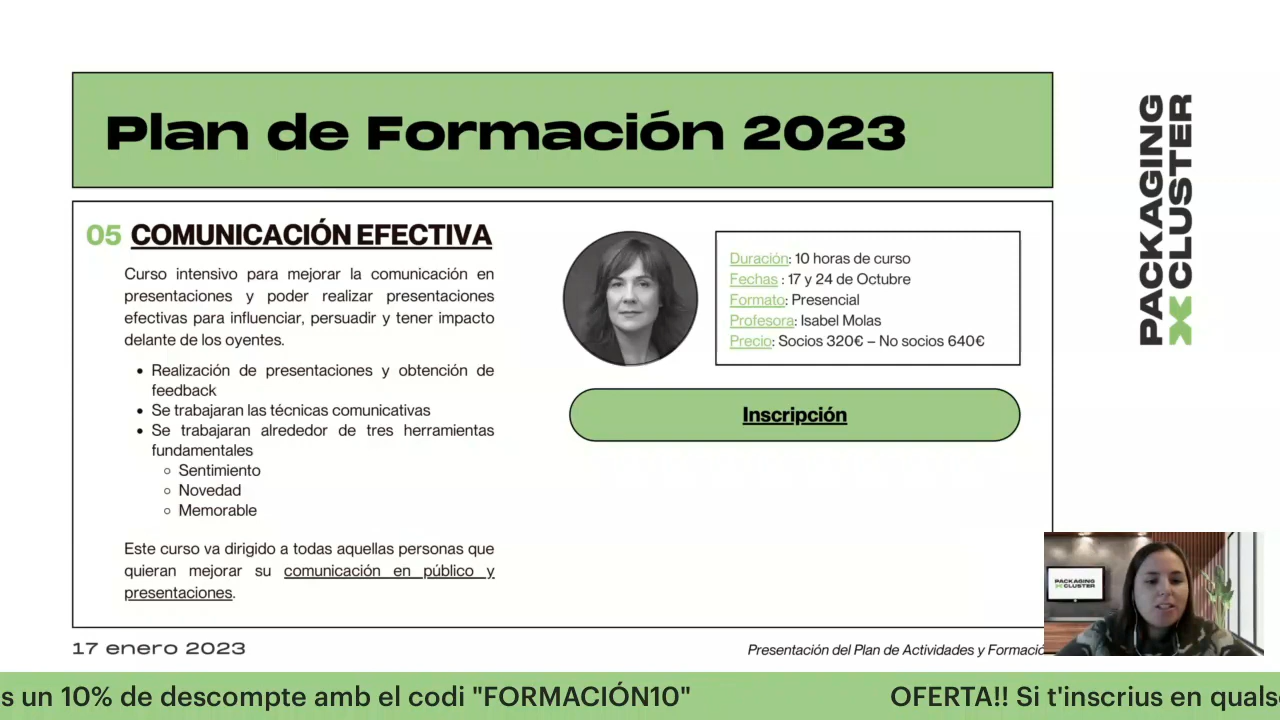 Plan de Formación 2023
PACKAGING
CLUSTER
05 COMUNICACIÓN EFECTIVA
Curso intensivo para mejorar la comunicación en
presentaciones y poder realizar presentaciones
efectivas para influenciar, persuadir y tener impacto
delante de los oyentes.
Realización de presentaciones y obtención de
feedback
Se trabajaran las técnicas comunicativas
Se trabajaran alrededor de tres herramientas
fundamentales
Sentimiento
Novedad
Memorable
Este curso va dirigido a todas aquellas personas que
quieran mejorar su comunicación en público y
presentaciones.
Duración: 10 horas de curso
Fechas : 17 y 24 de Octubre
Formato: Presencial
Profesora: Isabel Molas
Precio: Socios 320€ – No socios 640€
Inscripción
PACKAGING
CLUSTER
17 enero 2023
Presentación del Plan de Actividades y Formació
s un 10% de descompte amb el codi "FORMACIÓN10"
OFERTA!! Si t'inscrius en quals